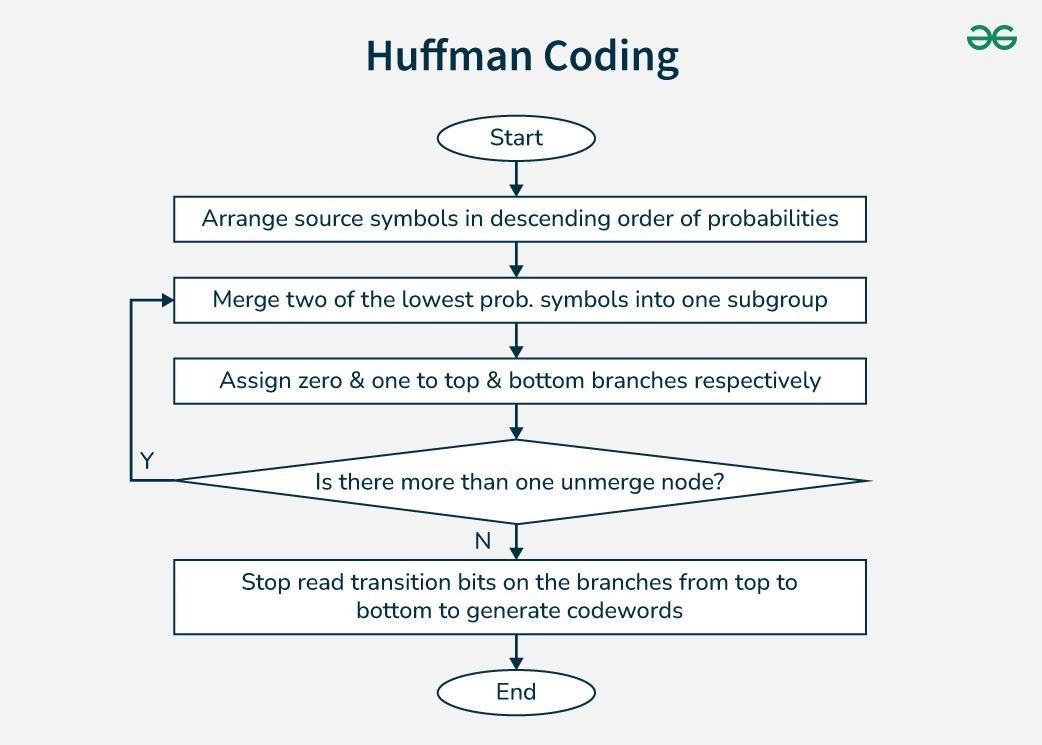 Huffman Coding
Start
Arrange source symbols in descending order of probabilities
Merge two of the lowest prob. symbols into one subgroup
Assign zero & one to top & bottom branches respectively
Y
Is there more than one unmerge node?
N
Stop read transition bits on the branches from top to
bottom to generate codewords
End